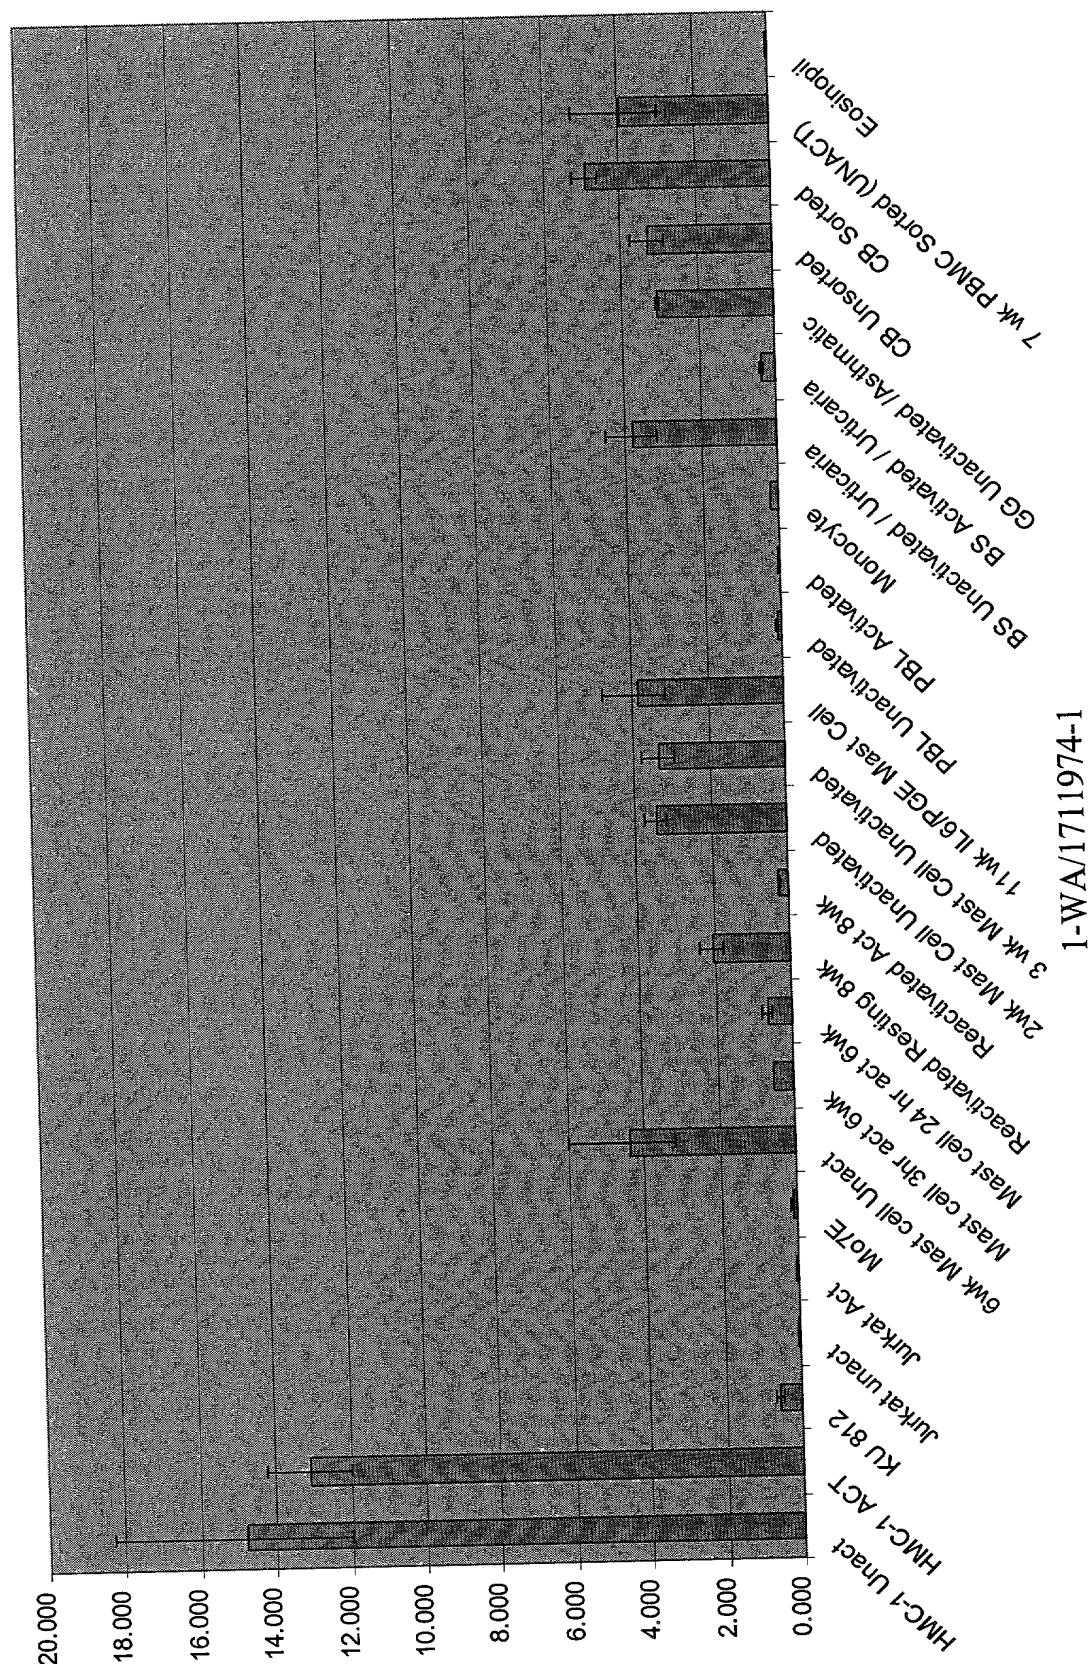 20.000
18.000
16.000
14.000
12.000
10.000
8.000
6.000
4.000
2.000
0.000
HMC-1 Unact
HMC-1 ACT
KU 812
Jurkat unact
Jurkat Act
Mo7E
6wk Mast cell Unact
Mast cell 3hr act 6wk
Mast cell 24 hr act 6wk
Reactivated Resting 8wk
Reactivated Act 8wk
2wk Mast Cell Unactivated
3 wk Mast Cell Unactivated
11 wk IL6/PGE Mast Cell
PBL Unactivated
PBL Activated
Monocyte
BS Unactivated / Urticaria
BS Activated / Urticaria
GG Unactivated /Asthmatic
CB Unsorted
CB Sorted
7 wk PBMC Sorted (UNACT)
Eosinopil
1-WA/1711974-1